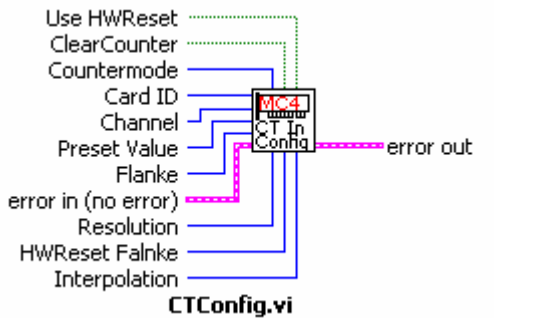 Use HWReset
ClearCounter
Countermode
Card ID
Channel
Preset Value
Flanke
error in (no error)
Resolution
HWReset Falnke
Interpolation
MC4
CT In
Config
error out
CTConfig.vi